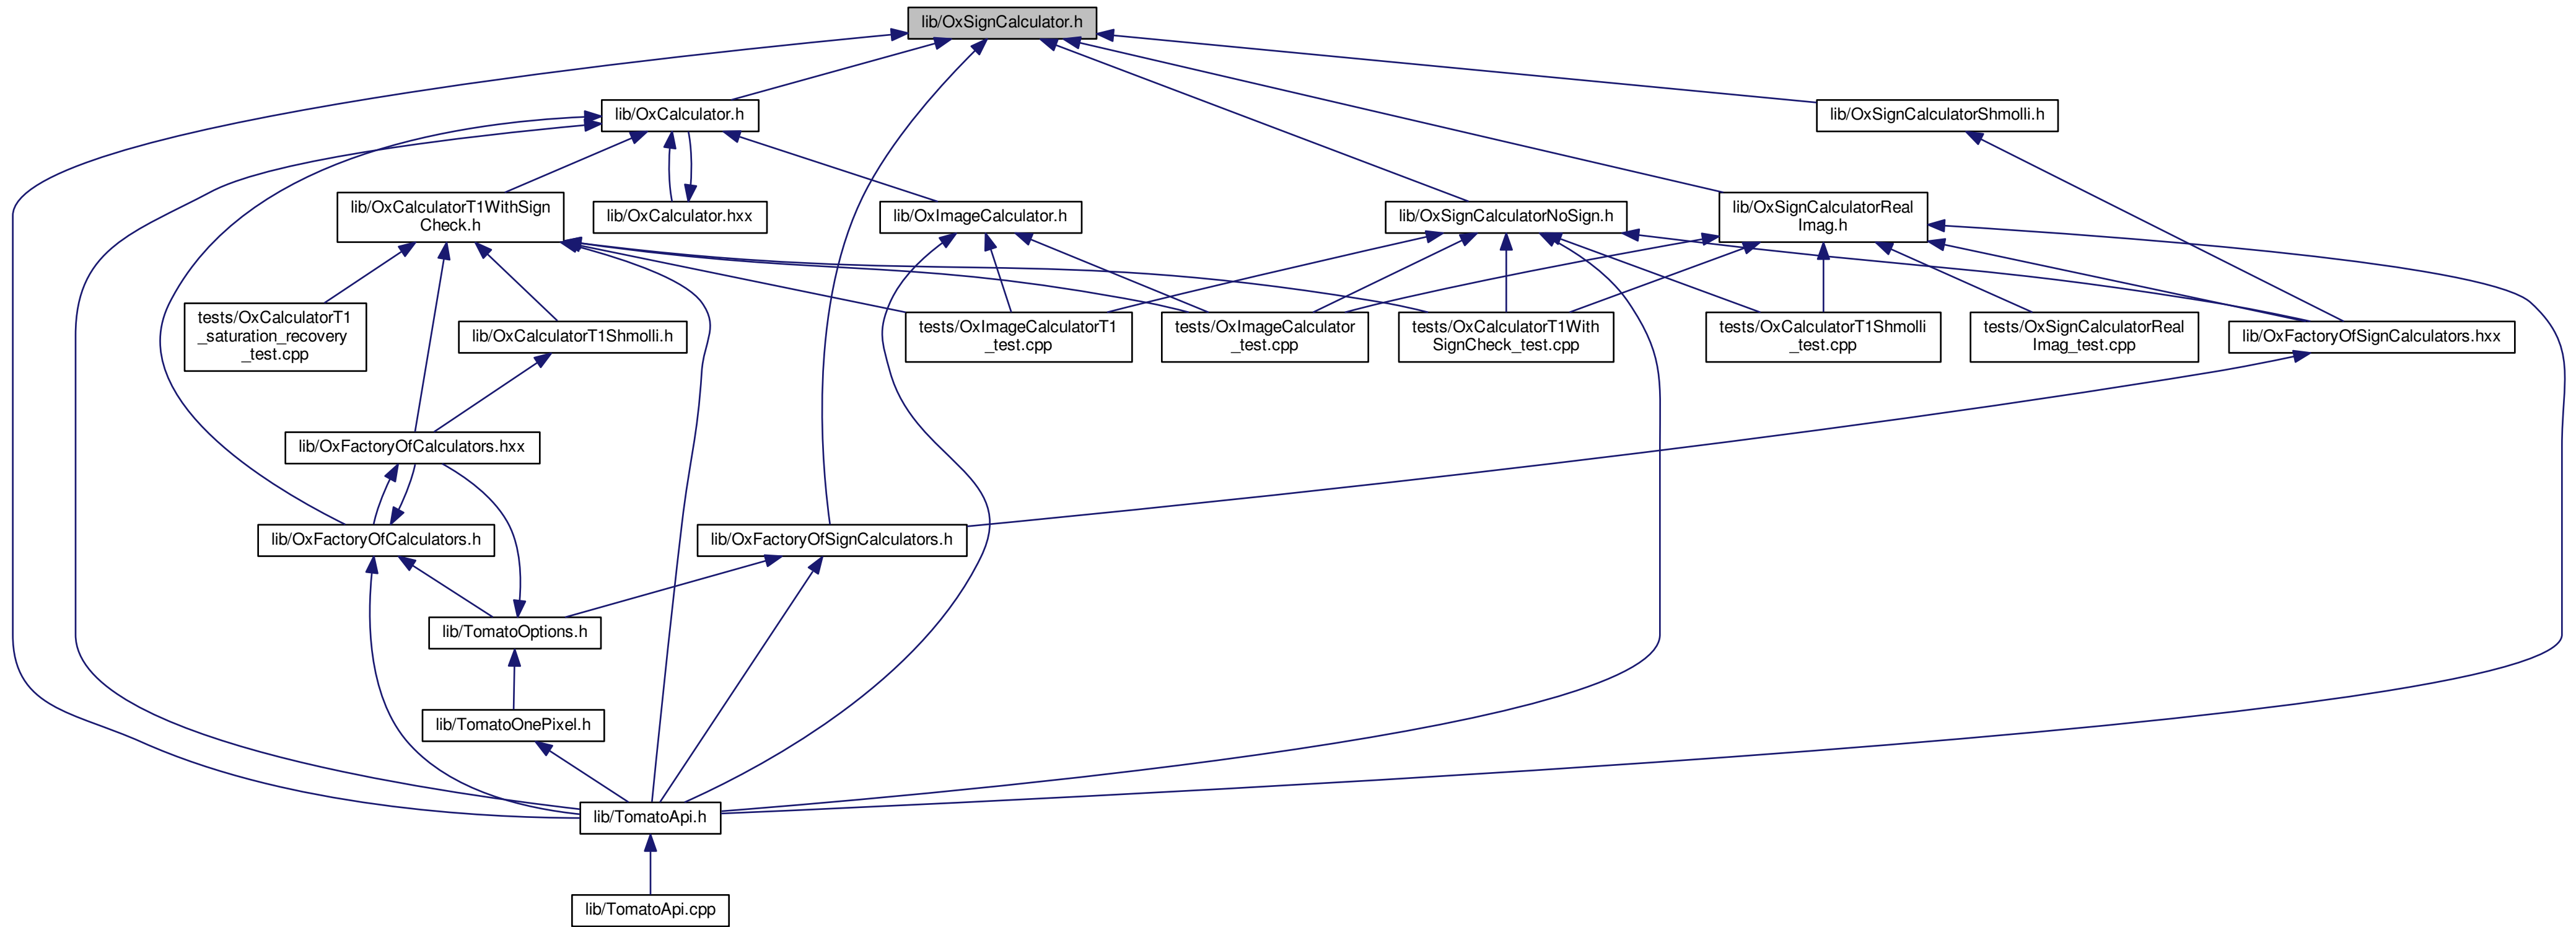 lib/OxSignCalculator.h
lib/OxCalculator.h
lib/OxSignCalculatorShmolli.h
lib/OxCalculatorT1WithSign
Check.h
lib/OxCalculator.hxx
lib/OxImageCalculator.h
lib/OxSignCalculatorNoSign.h
lib/OxSignCalculatorReal
Imag.h
tests/OxCalculatorT1
_saturation_recovery
_test.cpp
lib/OxCalculatorT1Shmolli.h
tests/OxImageCalculatorT1
_test.cpp
tests/OxImageCalculator
_test.cpp
tests/OxCalculatorT1With
SignCheck_test.cpp
tests/OxCalculatorT1Shmolli
_test.cpp
tests/OxSignCalculatorReal
Imag_test.cpp
lib/OxFactoryOfSignCalculators.hxx
lib/OxFactoryOfCalculators.hxx
lib/OxFactoryOfCalculators.h
lib/OxFactoryOfSignCalculators.h
lib/TomatoOptions.h
lib/TomatoOnePixel.h
lib/TomatoApi.h
lib/TomatoApi.cpp